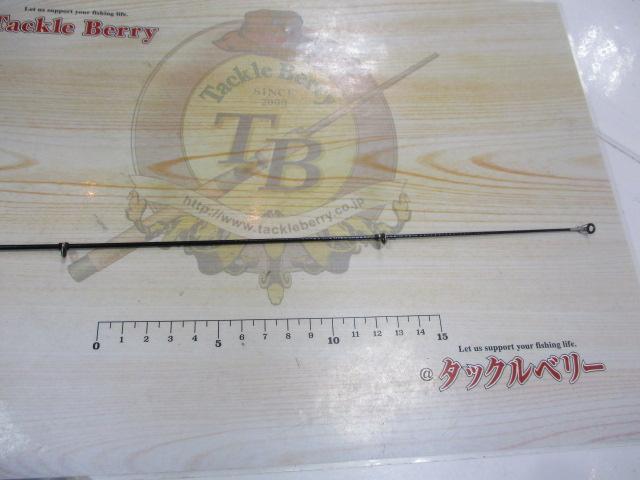 Let us support your fishing life.
Tackle Berry
Tackle Berry
SINCE
2000
TB
http://www.tackleberry.co.jp
0 1 2 3 4 5 6 7 8 9 10 11 12 13 14 15
Let us support your fishing life.
@タックルベリー